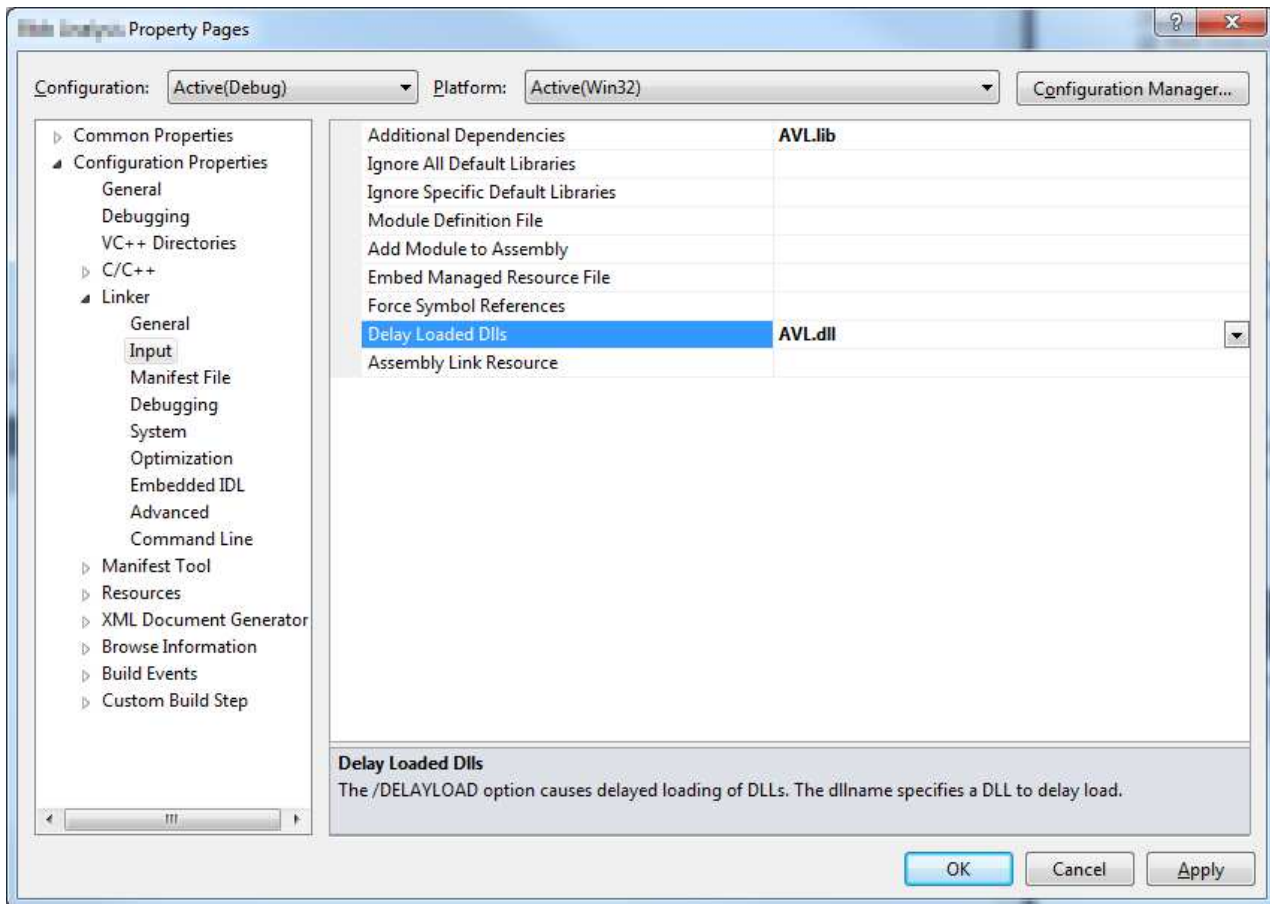 Property Pages
Configuration: Active(Debug) Platform: Active(Win32) Configuration Manager...
Common Properties
Configuration Properties
General
Debugging
VC++ Directories
C/C++
Linker
General
Input
Manifest File
Debugging
System
Optimization
Embedded IDL
Advanced
Command Line
Manifest Tool
Resources
XML Document Generator
Browse Information
Build Events
Custom Build Step
Additional Dependencies AVL.lib
Ignore All Default Libraries
Ignore Specific Default Libraries
Module Definition File
Add Module to Assembly
Embed Managed Resource File
Force Symbol References
Delay Loaded Dlls AVL.dll
Assembly Link Resource
Delay Loaded Dlls
The /DELAYLOAD option causes delayed loading of DLLs. The dllname specifies a DLL to delay load.
OK Cancel Apply